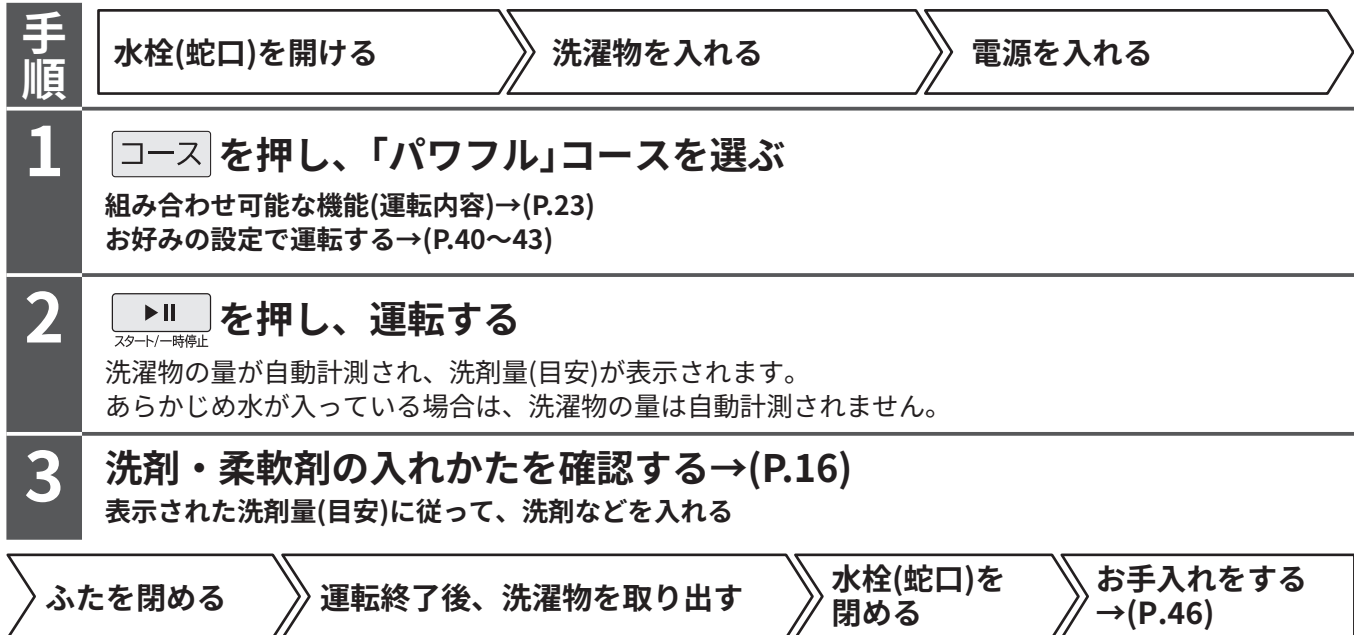 手順
水栓(蛇口)を開ける
洗濯物を入れる
電源を入れる
1
コース を押し、「パワフル」コースを選ぶ
組み合わせ可能な機能(運転内容)→(P.23)
お好みの設定で運転する→(P.40〜43)
2
を押し、運転する
スタート/一時停止
洗濯物の量が自動計測され、洗剤量(目安)が表示されます。
あらかじめ水が入っている場合は、洗濯物の量は自動計測されません。
3
洗剤・柔軟剤の入れかたを確認する→(P.16)
表示された洗剤量(目安)に従って、洗剤などを入れる
ふたを閉める
運転終了後、洗濯物を取り出す
水栓(蛇口)を
閉める
お手入れをする
→(P.46)